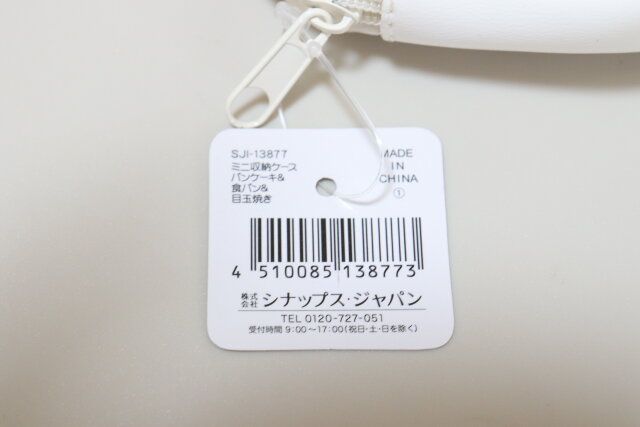 SJI-13877
ミニ収納ケース
パンケーキ&
食パン&
目玉焼き
MADE
IN
CHINA
①
4 510085 138773
株式会社 シナップス・ジャパン
TEL 0120-727-051
受付時間 9:00〜17:00(祝日・土・日を除く)